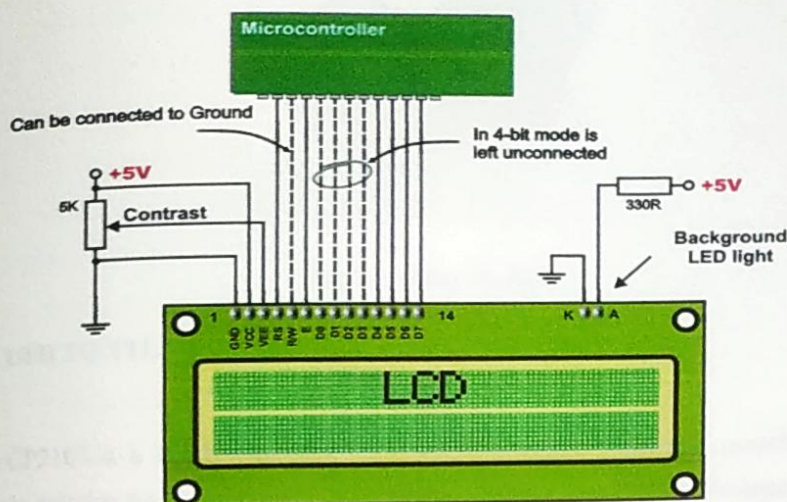 Microcontroller
Can be connected to Ground
In 4-bit mode is
left unconnected
+5V
5K
Contrast
+5V
330R
Background
LED light
1
14
K
A
GND
VCC
VEE
RS
R/W
E
D0
D1
D2
D3
D4
D5
D6
D7
LCD